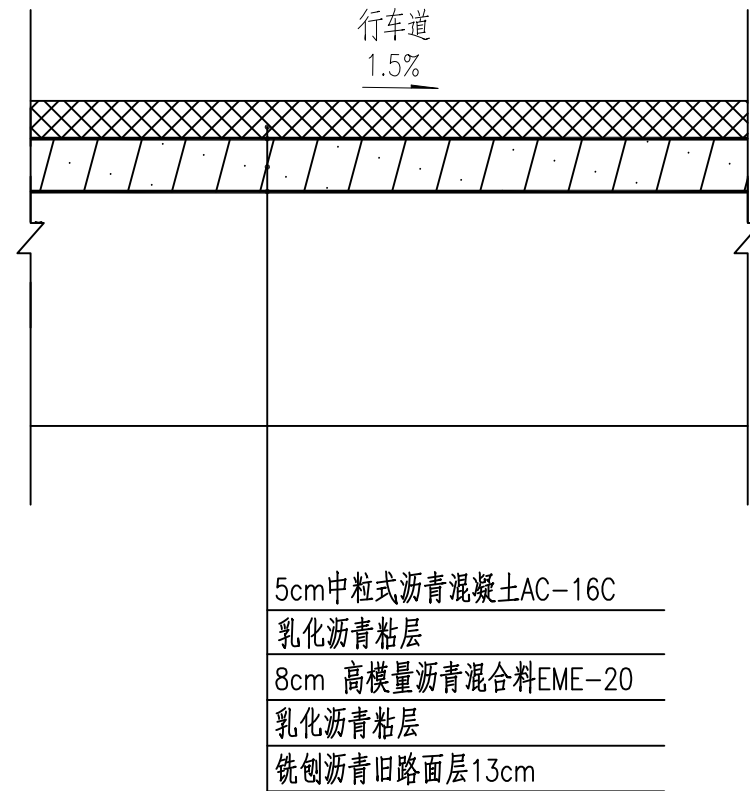 行车道
1.5%
5cm中粒式沥青混凝土AC-16C
乳化沥青粘层
8cm 高模量沥青混合料EME-20
乳化沥青粘层
铣刨沥青旧路面层13cm